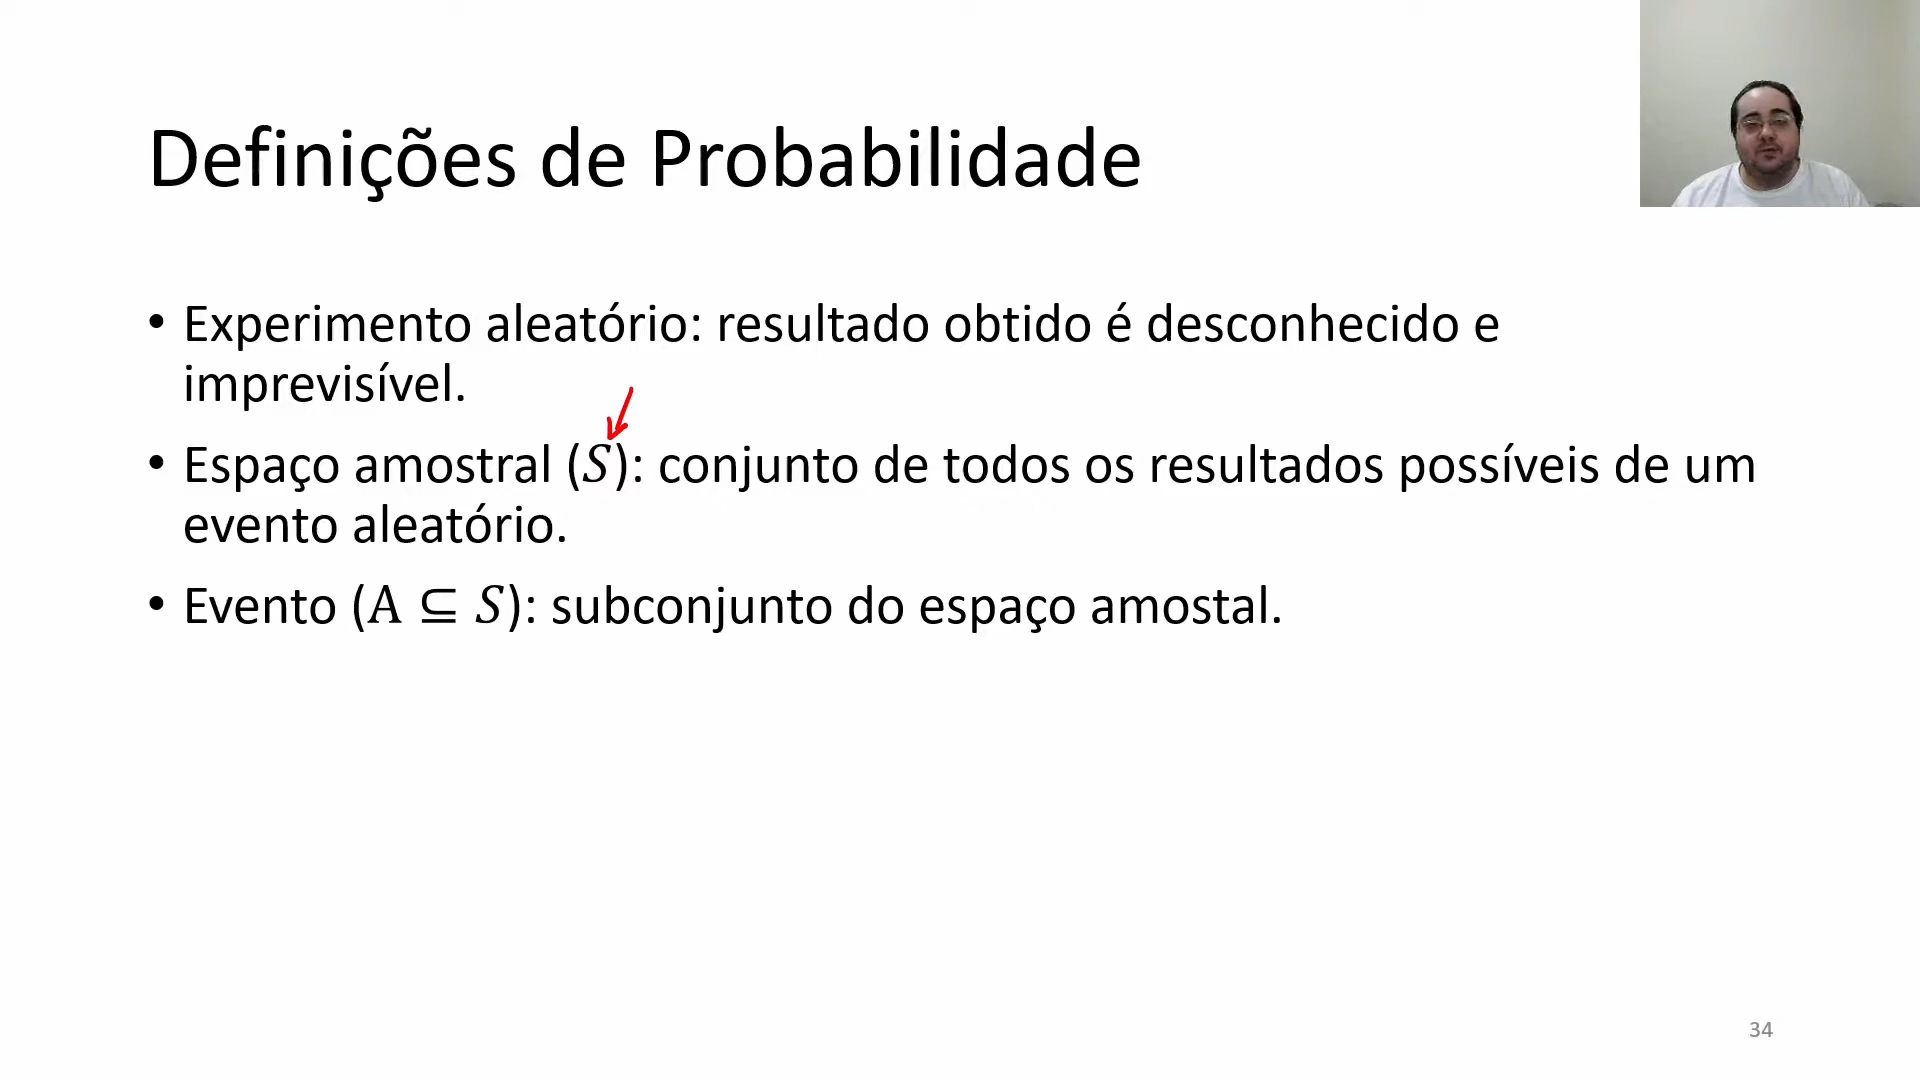 Definições de Probabilidade
• Experimento aleatório: resultado obtido é desconhecido e
imprevisível.
• Espaço amostral (S): conjunto de todos os resultados possíveis de um
evento aleatório.
• Evento (A ⊆ S): subconjunto do espaço amostal.
34